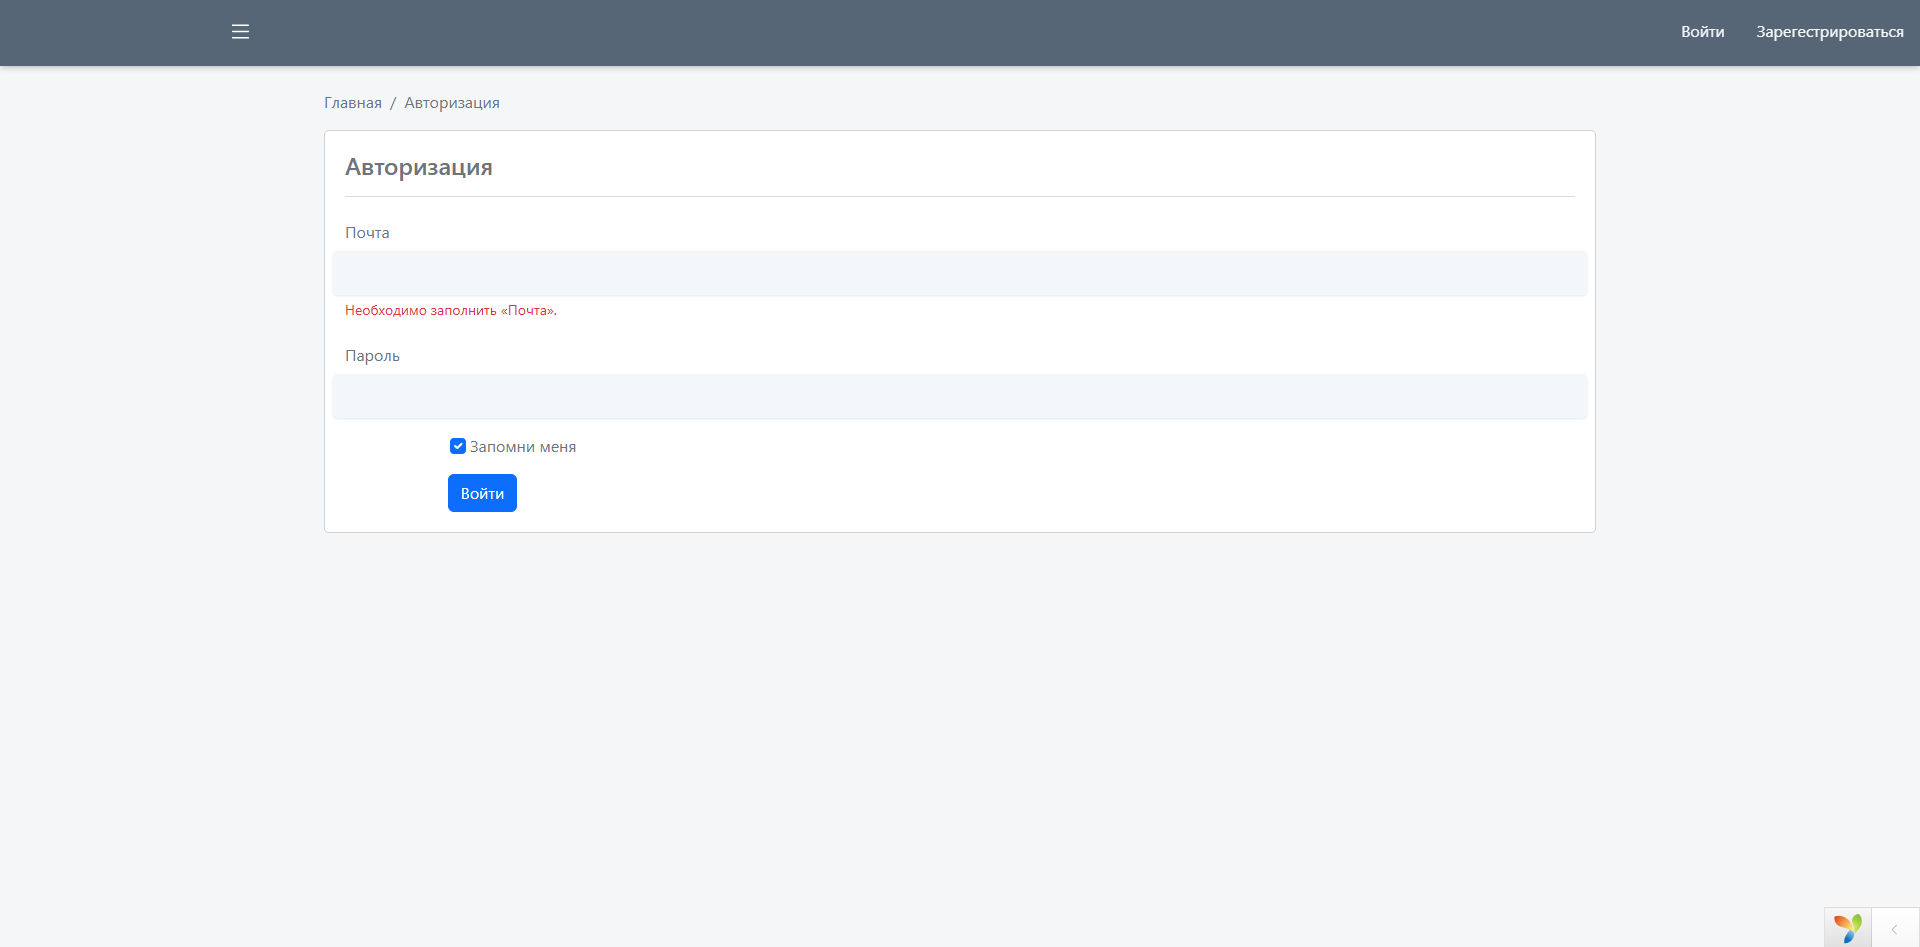 Войти Зарегестрироваться
Главная / Авторизация
Авторизация
Почта
Необходимо заполнить «Почта».
Пароль
Запомни меня
Войти